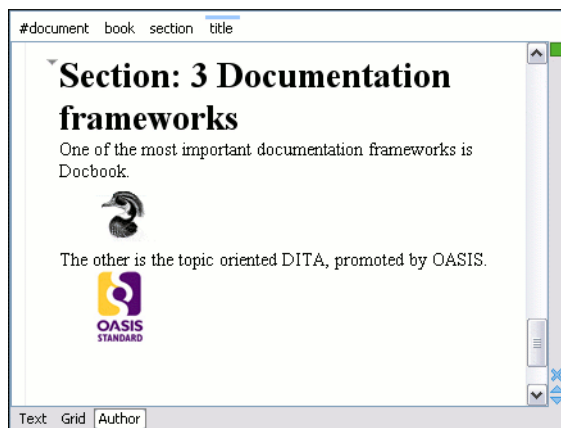 #document book section title
Section: 3 Documentation
frameworks
One of the most important documentation frameworks is
Docbook.
The other is the topic oriented DITA, promoted by OASIS.
OASIS
STANDARD
Text Grid Author